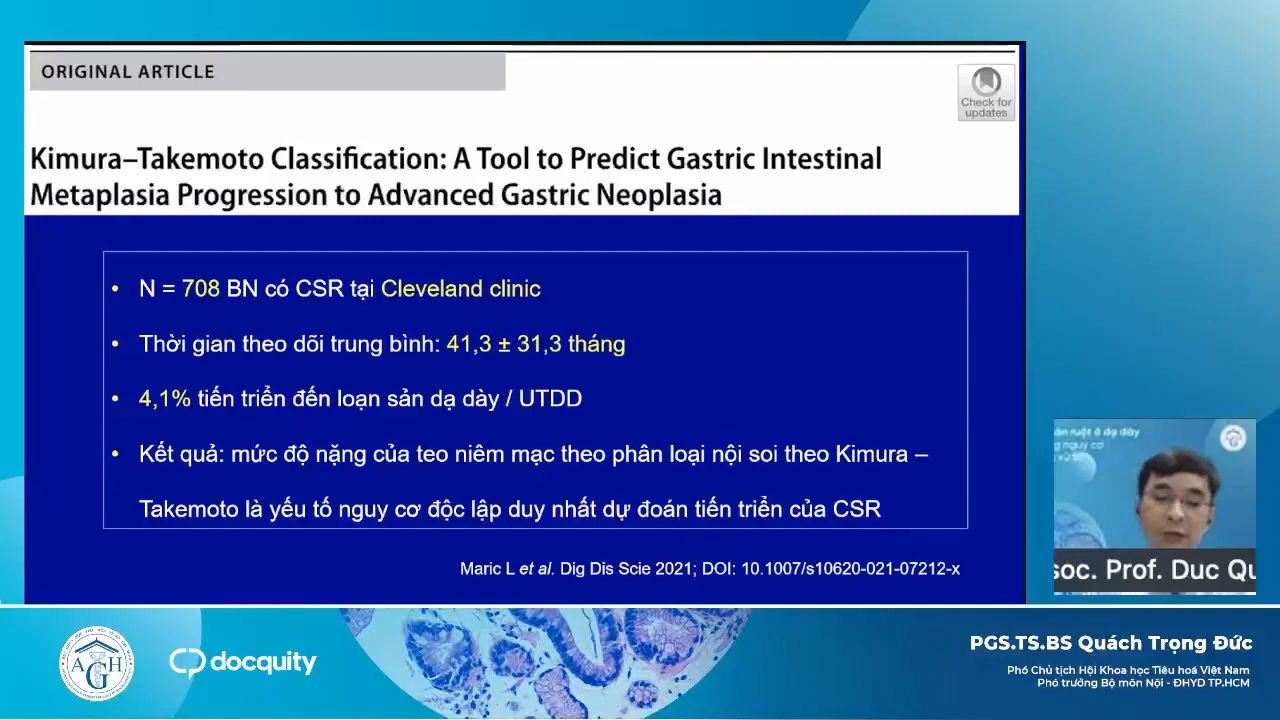 ORIGINAL ARTICLE
Check for
updates
Kimura–Takemoto Classification: A Tool to Predict Gastric Intestinal
Metaplasia Progression to Advanced Gastric Neoplasia
• N = 708 BN có CSR tại Cleveland clinic
• Thời gian theo dõi trung bình: 41,3 ± 31,3 tháng
• 4,1% tiến triển đến loạn sản dạ dày / UTDD
• Kết quả: mức độ nặng của teo niêm mạc theo phân loại nội soi theo Kimura –
Takemoto là yếu tố nguy cơ độc lập duy nhất dự đoán tiến triển của CSR
Maric L et al. Dig Dis Scie 2021; DOI: 10.1007/s10620-021-07212-x
ruột ở dạ dày
nguy cơ
soc. Prof. Duc Qu
AGH
docquity
PGS.TS.BS Quách Trọng Đức
Phó Chủ tịch Hội Khoa học Tiêu hoá Việt Nam
Phó trưởng Bộ môn Nội - ĐHYD TP.HCM